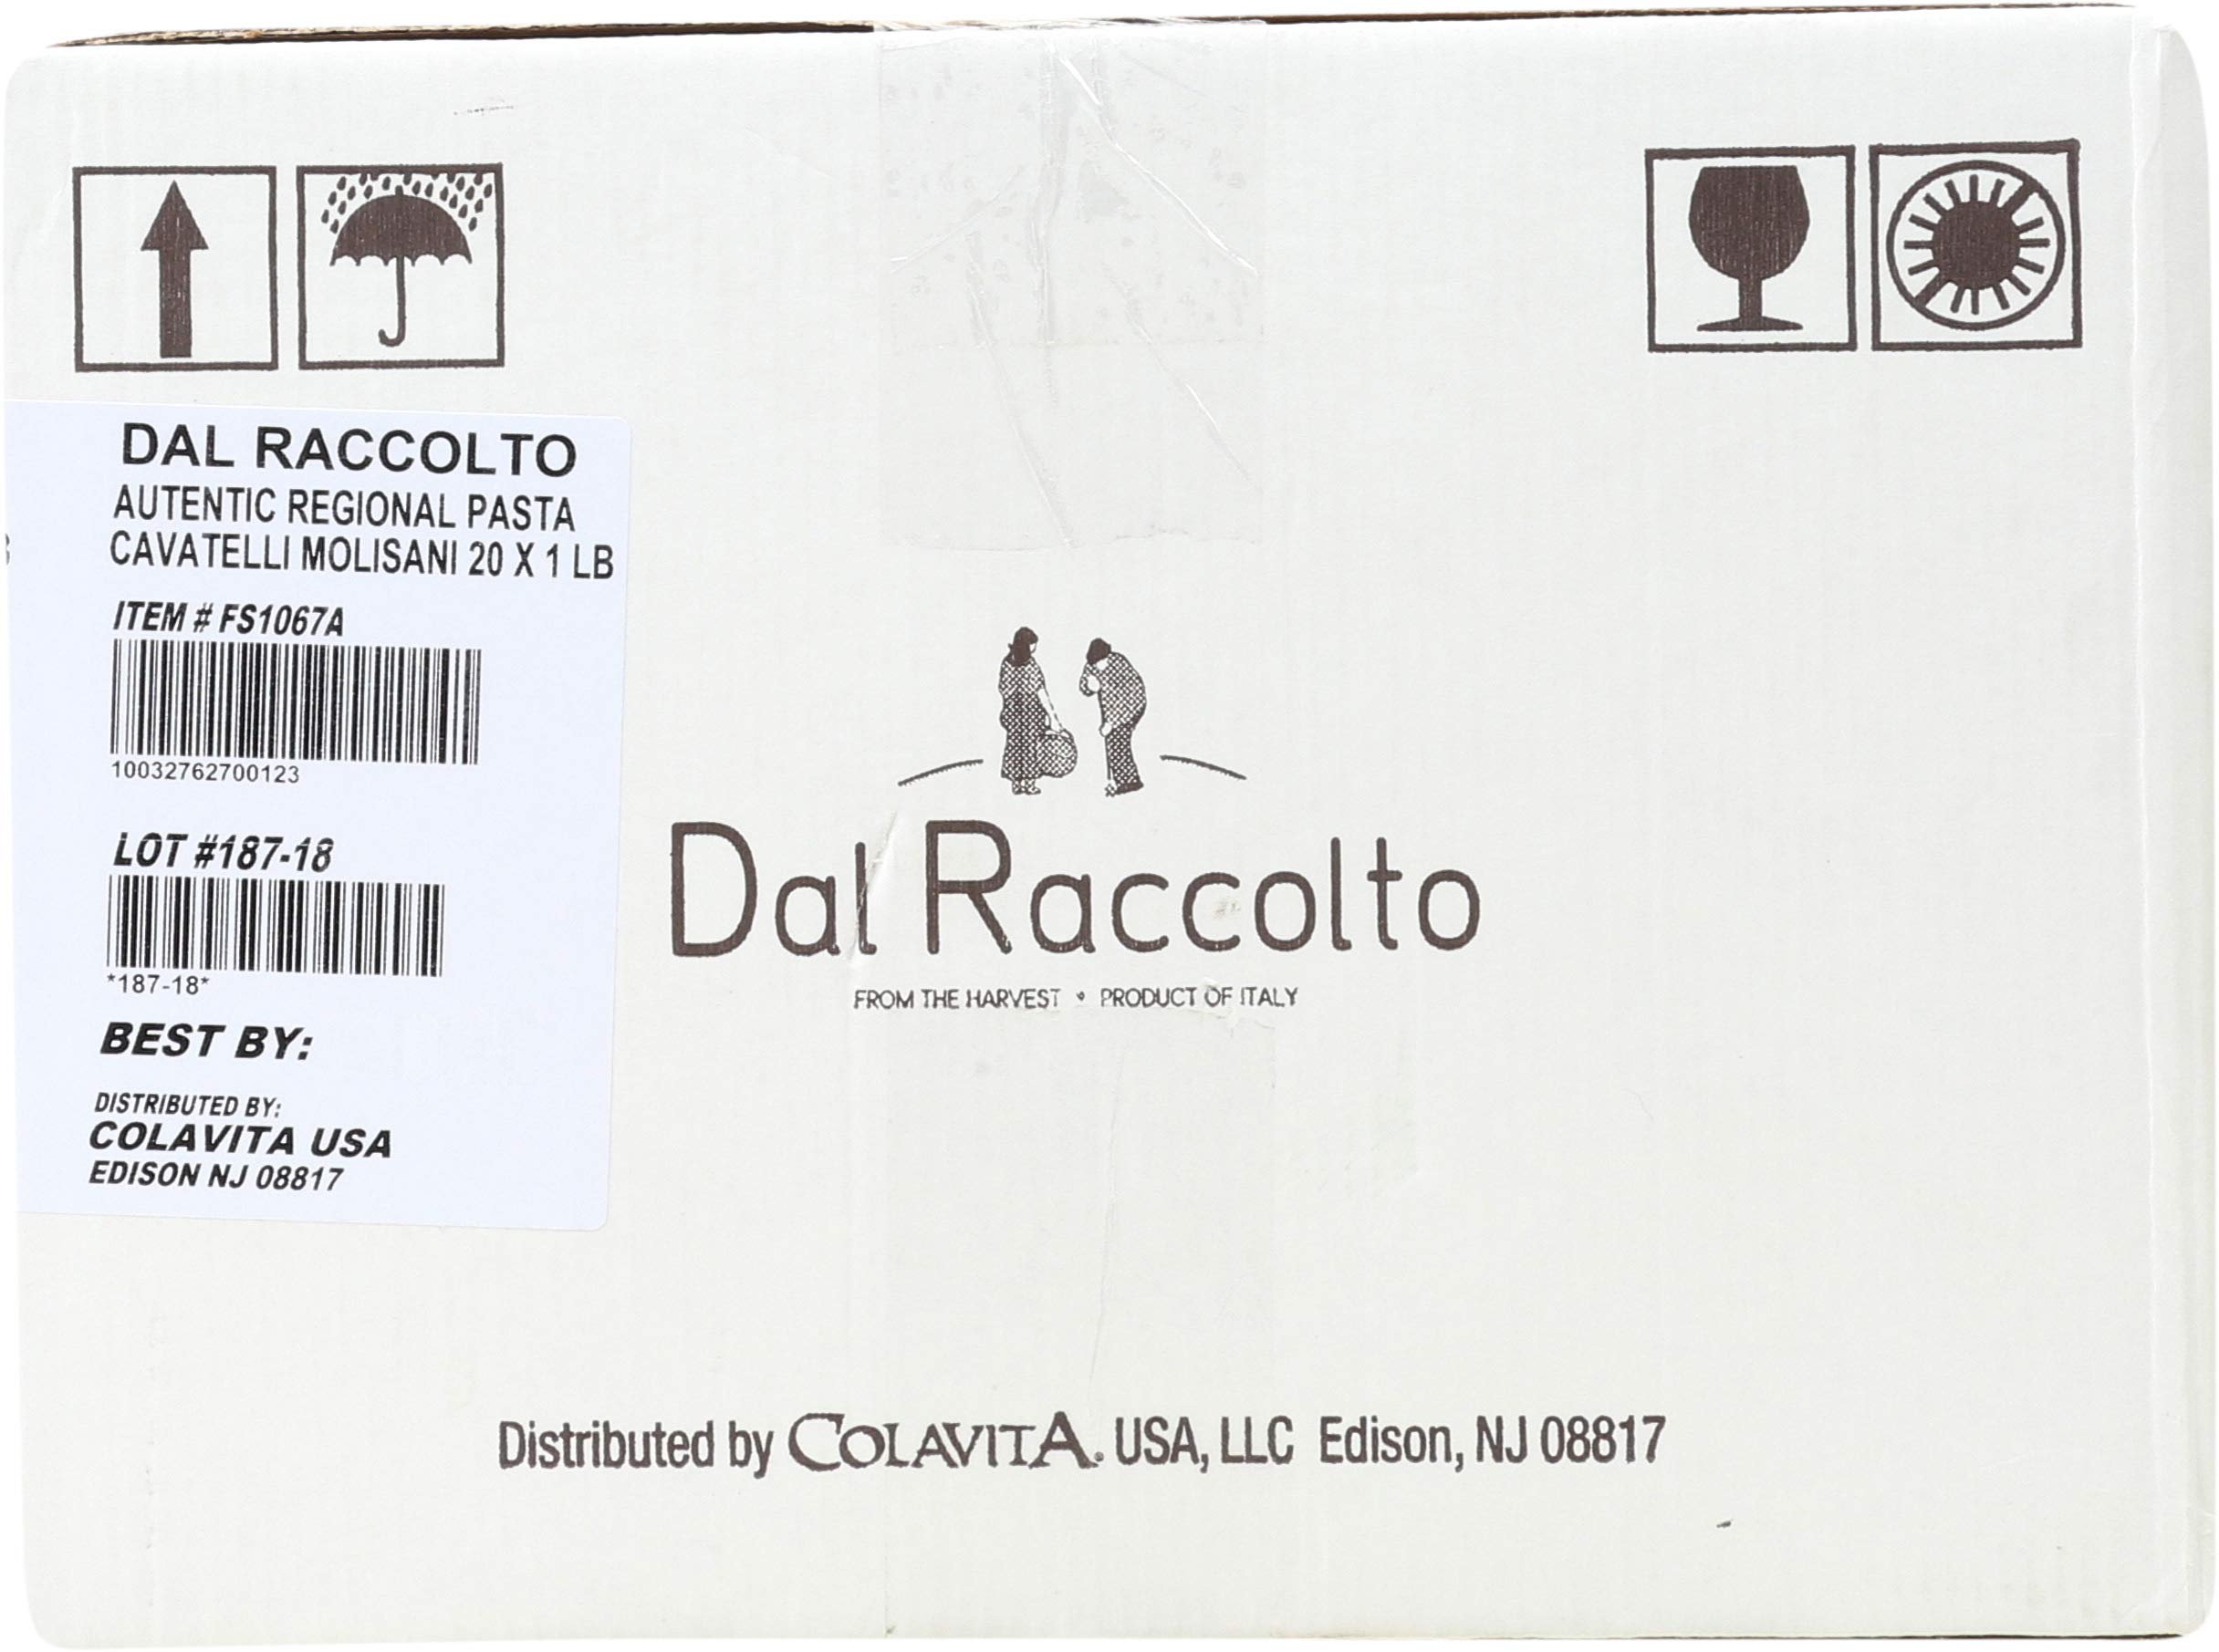 DAL RACCOLTO
AUTENTIC REGIONAL PASTA
CAVATELLI MOLISANI 20 X 1 LB
ITEM # FS1067A
10032762700123
LOT #187-18
*187-18*
BEST BY:
DISTRIBUTED BY:
COLAVITA USA
EDISON NJ 08817
Dal Raccolto
FROM THE HARVEST • PRODUCT OF ITALY
Distributed by COLAVITA. USA, LLC Edison, NJ 08817